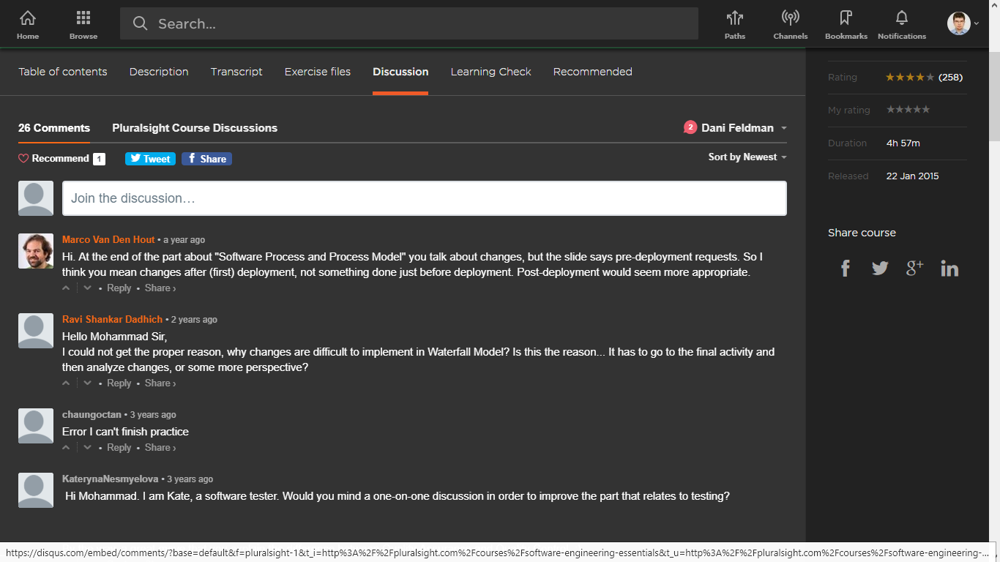 Home
Browse
Search...
Paths
Channels
Bookmarks
Notifications
Table of contents
Description
Transcript
Exercise files
Discussion
Learning Check
Recommended
Rating
(258)
My rating
Duration
4h 57m
Released
22 Jan 2015
Share course
26 Comments
Pluralsight Course Discussions
2
Dani Feldman
Recommend 1
Tweet
f Share
Sort by Newest
Join the discussion…
Marco Van Den Hout • a year ago
Hi. At the end of the part about "Software Process and Process Model" you talk about changes, but the slide says pre-deployment requests. So I
think you mean changes after (first) deployment, not something done just before deployment. Post-deployment would seem more appropriate.
• Reply • Share ›
Ravi Shankar Dadhich • 2 years ago
Hello Mohammad Sir,
I could not get the proper reason, why changes are difficult to implement in Waterfall Model? Is this the reason... It has to go to the final activity and
then analyze changes, or some more perspective?
• Reply • Share ›
chaungoctan • 3 years ago
Error I can't finish practice
• Reply • Share ›
KaterynaNesmyelova • 3 years ago
Hi Mohammad. I am Kate, a software tester. Would you mind a one-on-one discussion in order to improve the part that relates to testing?
f
g+
in
https://disqus.com/embed/comments/?base=default&f=pluralsight-1&t_i=http%3A%2F%2Fpluralsight.com%2Fcourses%2Fsoftware-engineering-essentials&t_u=http%3A%2F%2Fpluralsight.com%2Fcourses%2Fsoftware-engineering-...